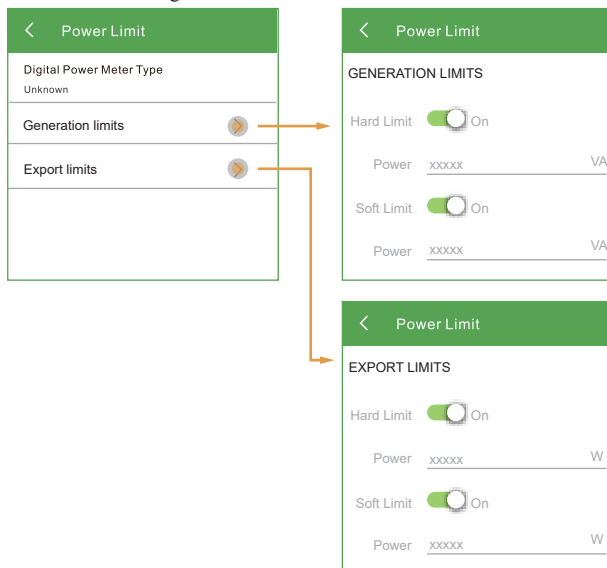 Power Limit
Digital Power Meter Type
Unknown
Generation limits
Export limits
Power Limit
GENERATION LIMITS
Hard Limit On
Power xxxxx VA
Soft Limit On
Power xxxxx VA
Power Limit
EXPORT LIMITS
Hard Limit On
Power xxxxx W
Soft Limit On
Power xxxxx W